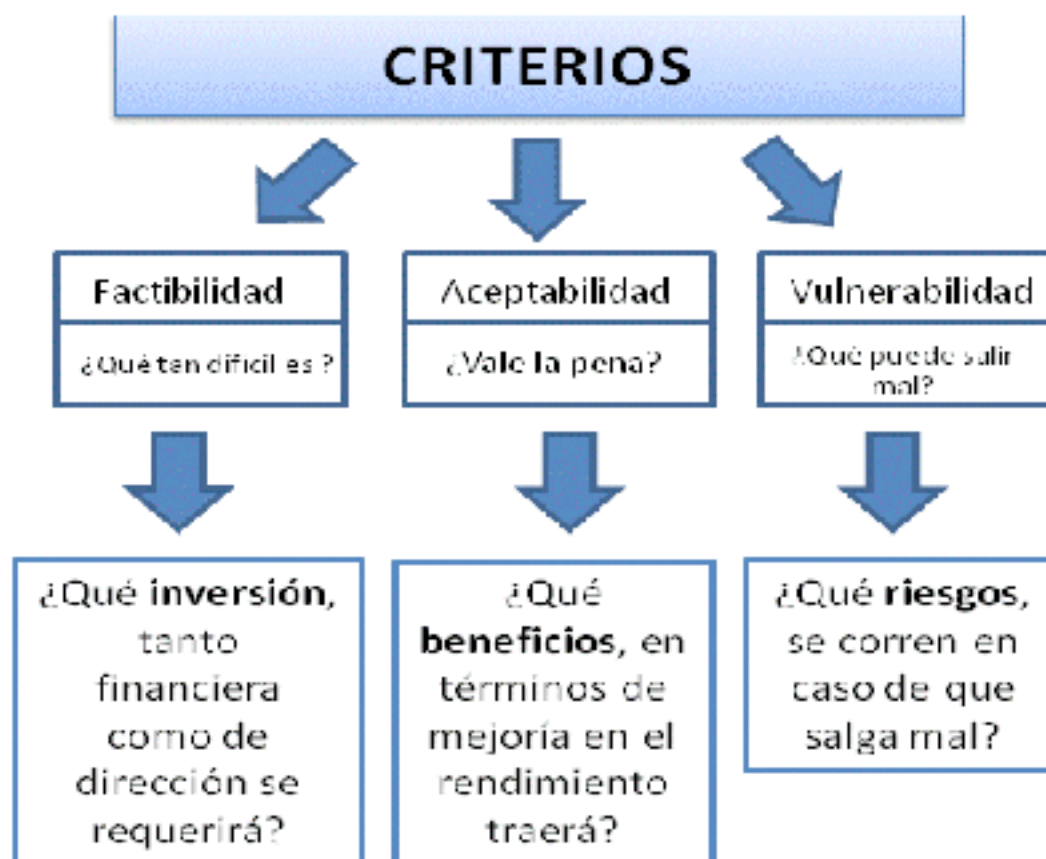 CRITERIOS
Factibilidad
¿Qué tan dificil es ?
Aceptabilidad
¿Vale la pena?
Vulnerabilidad
¿Qué puede salir
mal?
¿Qué inversión,
tanto
financiera
como de
dirección se
requerirá?
¿Qué
beneficios, en
términos de
mejoría en el
rendimiento
traerá?
¿Qué riesgos,
se corren en
caso de que
salga mal?